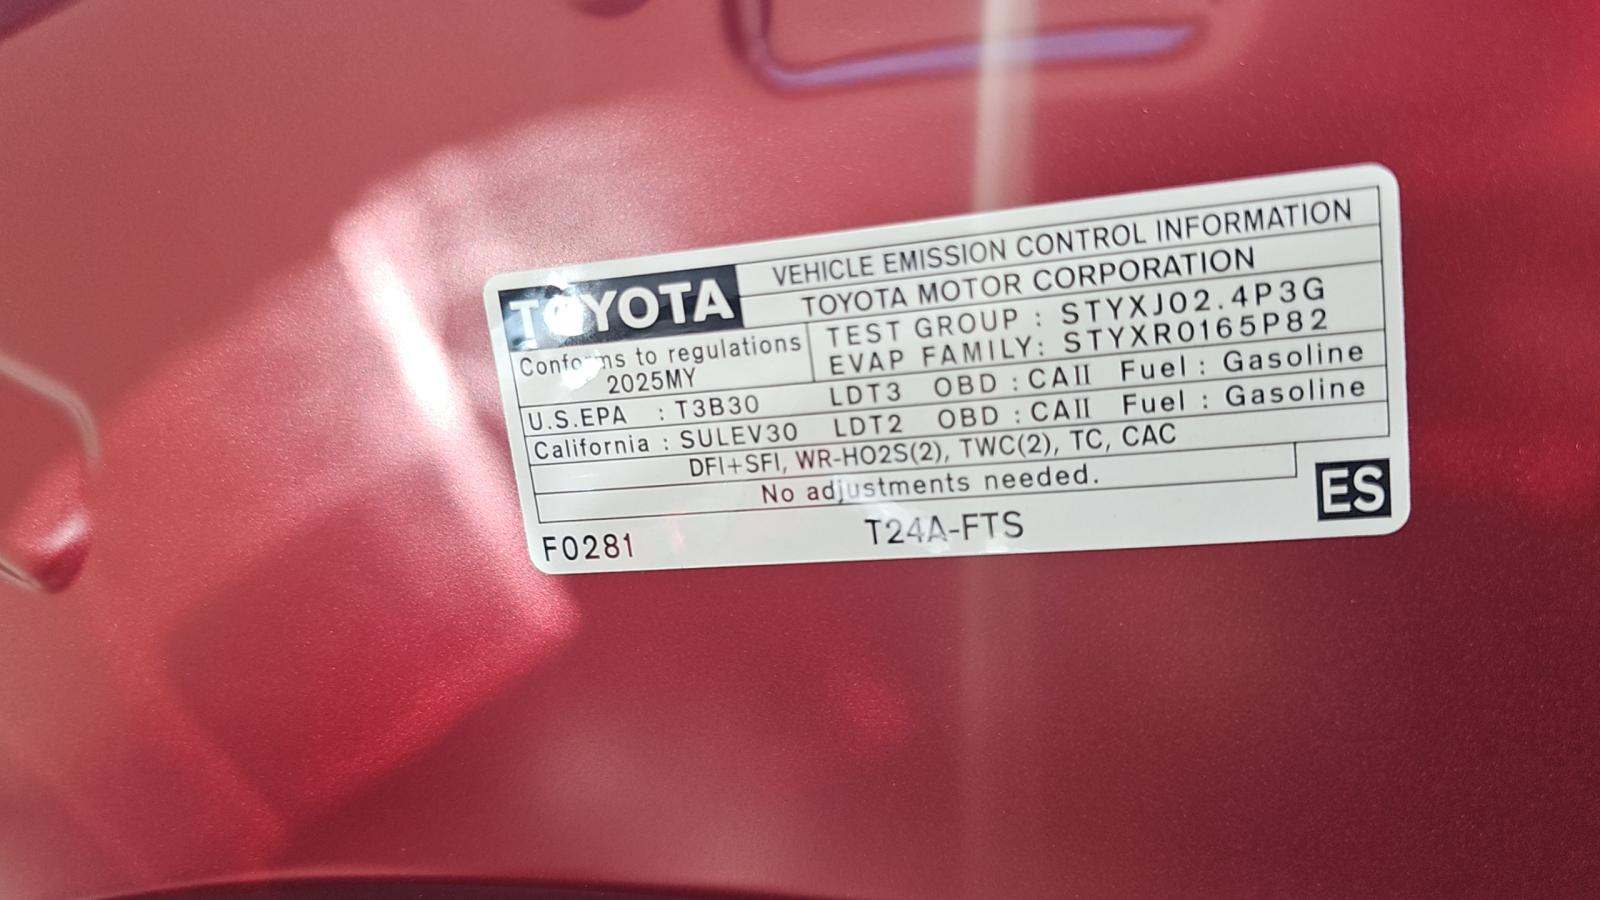 TOYOTA
VEHICLE EMISSION CONTROL INFORMATION
TOYOTA MOTOR CORPORATION
Conforms to regulations
2025MY
TEST GROUP : STYXJ02.4P3G
EVAP FAMILY: STYXR0165P82
U.S.EPA : T3B30 LDT3 OBD : CAII Fuel : Gasoline
California : SULEV30 LDT2 OBD : CAII Fuel : Gasoline
DFI+SFI, WR-HO2S(2), TWC(2), TC, CAC
No adjustments needed.
ES
F0281
T24A-FTS